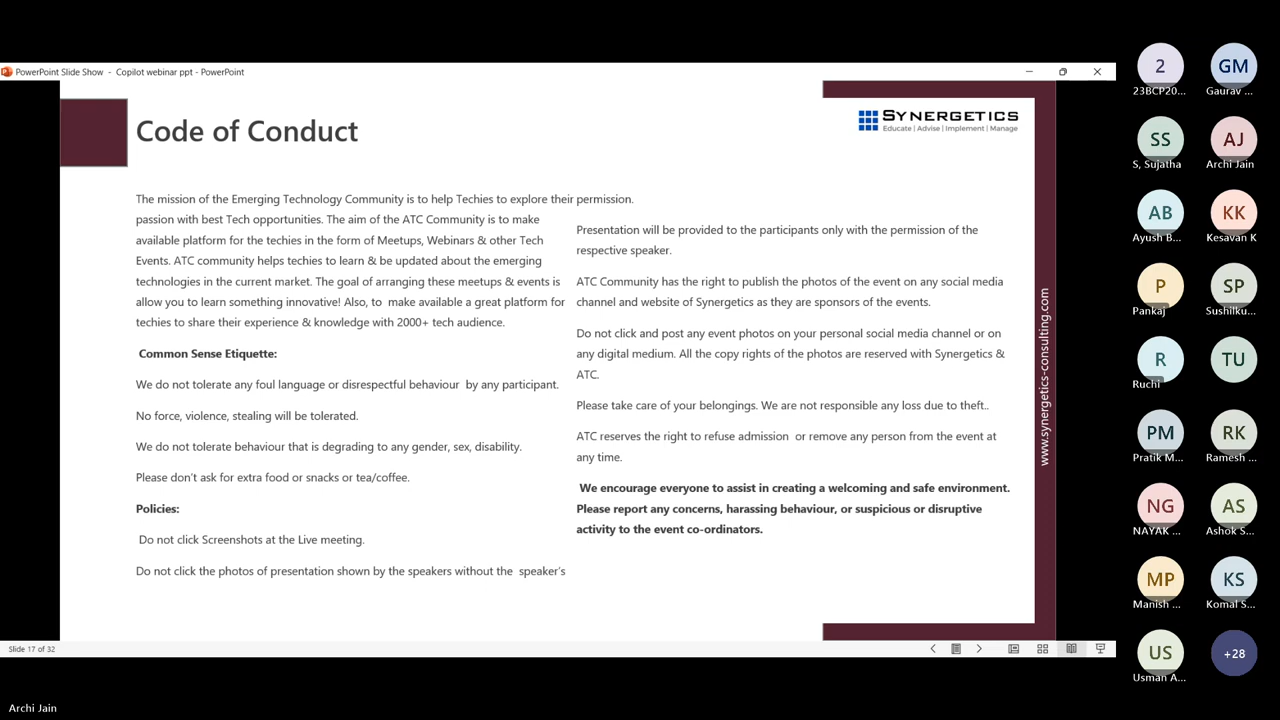 PowerPoint Slide Show - Copilot webinar ppt - PowerPoint
Code of Conduct
SYNERGETICS
Educate | Advise | Implement | Manage
The mission of the Emerging Technology Community is to help Techies to explore their
passion with best Tech opportunities. The aim of the ATC Community is to make
available platform for the techies in the form of Meetups, Webinars & other Tech
Events. ATC community helps techies to learn & be updated about the emerging
technologies in the current market. The goal of arranging these meetups & events is
allow you to learn something innovative! Also, to make available a great platform for
techies to share their experience & knowledge with 2000+ tech audience.
Common Sense Etiquette:
We do not tolerate any foul language or disrespectful behaviour by any participant.
No force, violence, stealing will be tolerated.
We do not tolerate behaviour that is degrading to any gender, sex, disability.
Please don't ask for extra food or snacks or tea/coffee.
Policies:
Do not click Screenshots at the Live meeting.
Do not click the photos of presentation shown by the speakers without the speaker's
permission.
Presentation will be provided to the participants only with the permission of the
respective speaker.
ATC Community has the right to publish the photos of the event on any social media
channel and website of Synergetics as they are sponsors of the events.
Do not click and post any event photos on your personal social media channel or on
any digital medium. All the copy rights of the photos are reserved with Synergetics &
ATC.
Please take care of your belongings. We are not responsible any loss due to theft..
ATC reserves the right to refuse admission or remove any person from the event at
any time.
We encourage everyone to assist in creating a welcoming and safe environment.
Please report any concerns, harassing behaviour, or suspicious or disruptive
activity to the event co-ordinators.
www.synergetics-consulting.com
Slide 17 of 32
Archi Jain
2
23BCP20...
GM
Gaurav ...
SS
S, Sujatha
AJ
Archi Jain
AB
Ayush B...
KK
Kesavan K
P
Pankaj
SP
Sushilku...
R
Ruchi
TU
PM
Pratik M...
RK
Ramesh ...
NG
NAYAK ...
AS
Ashok S...
MP
Manish ...
KS
Komal S...
US
Usman A...
+28